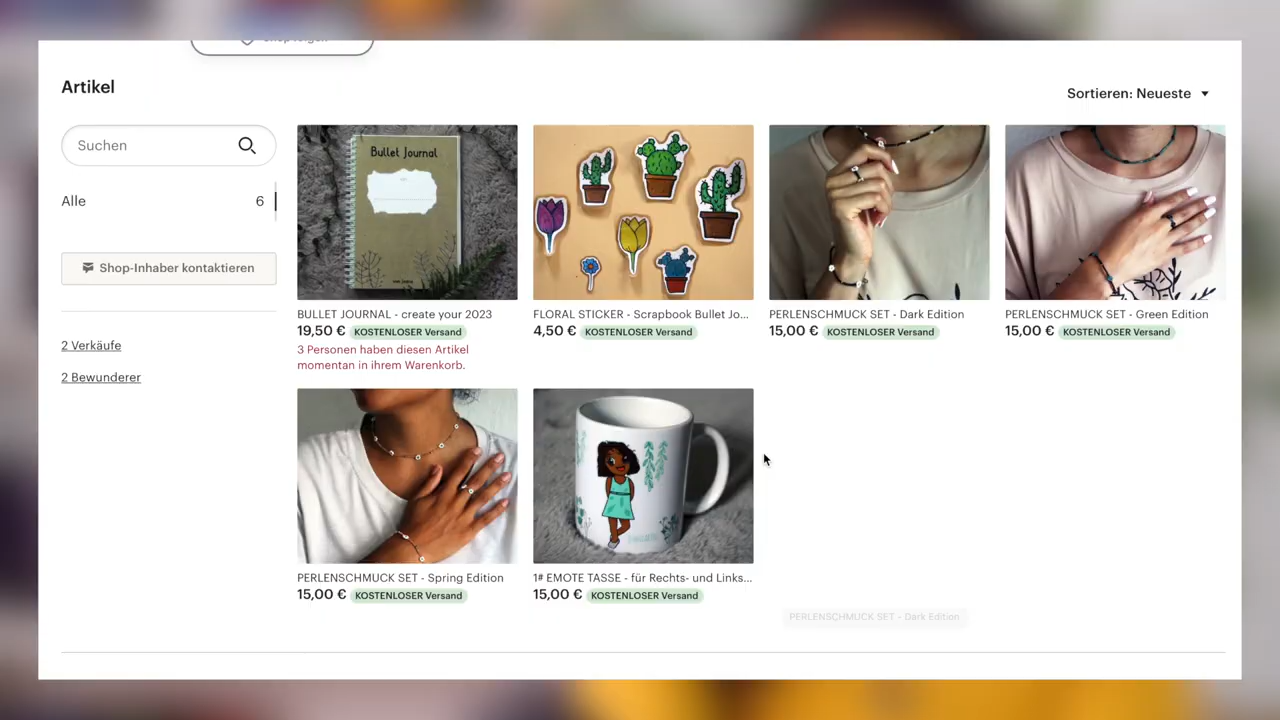 Shop folgen
Artikel
Sortieren: Neueste
Suchen
Alle 6
Shop-Inhaber kontaktieren
2 Verkäufe
2 Bewunderer
Bullet Journal
BULLET JOURNAL - create your 2023
19,50 € KOSTENLOSER Versand
3 Personen haben diesen Artikel
momentan in ihrem Warenkorb.
FLORAL STICKER - Scrapbook Bullet Jo...
4,50 € KOSTENLOSER Versand
PERLENSCHMUCK SET - Dark Edition
15,00 € KOSTENLOSER Versand
PERLENSCHMUCK SET - Green Edition
15,00 € KOSTENLOSER Versand
PERLENSCHMUCK SET - Spring Edition
15,00 € KOSTENLOSER Versand
1# EMOTE TASSE - für Rechts- und Links...
15,00 € KOSTENLOSER Versand
PERLENSCHMUCK SET - Dark Edition